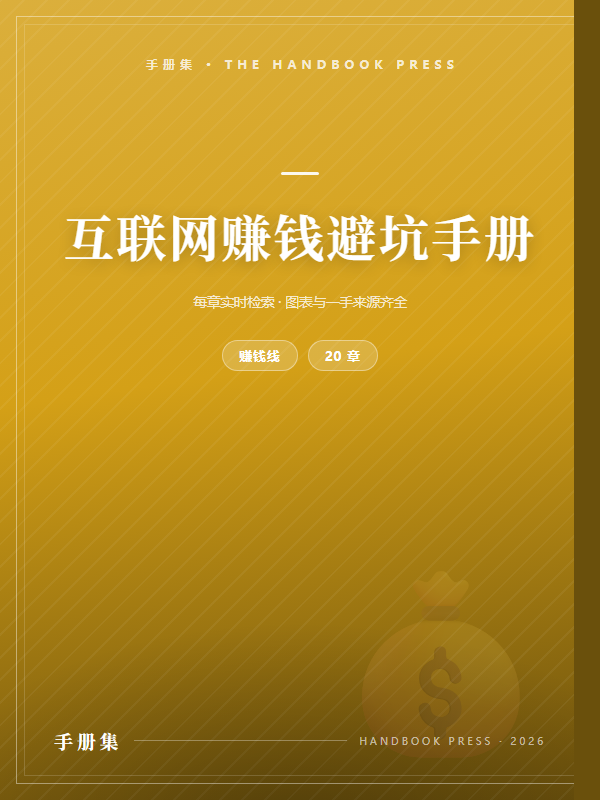 手册集 • THE HANDBOOK PRESS
互联网赚钱避坑手册
每章实时检索 · 图表与一手来源齐全
赚钱线 20 章
$
手册集 HANDBOOK PRESS · 2026